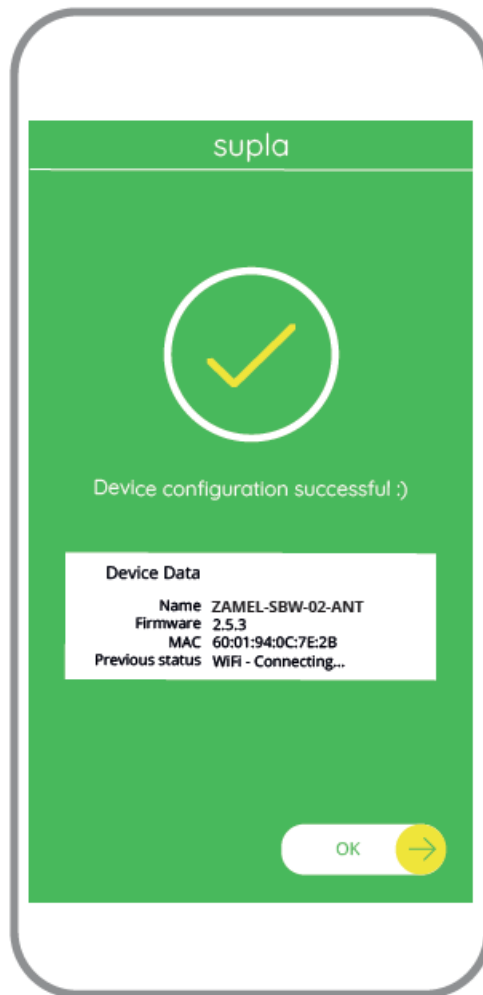 supla
Device configuration successful :)
Device Data
Name ZAMEL-SBW-02-ANT
Firmware 2.5.3
MAC 60:01:94:0C:7E:2B
Previous status WiFi - Connecting...
OK